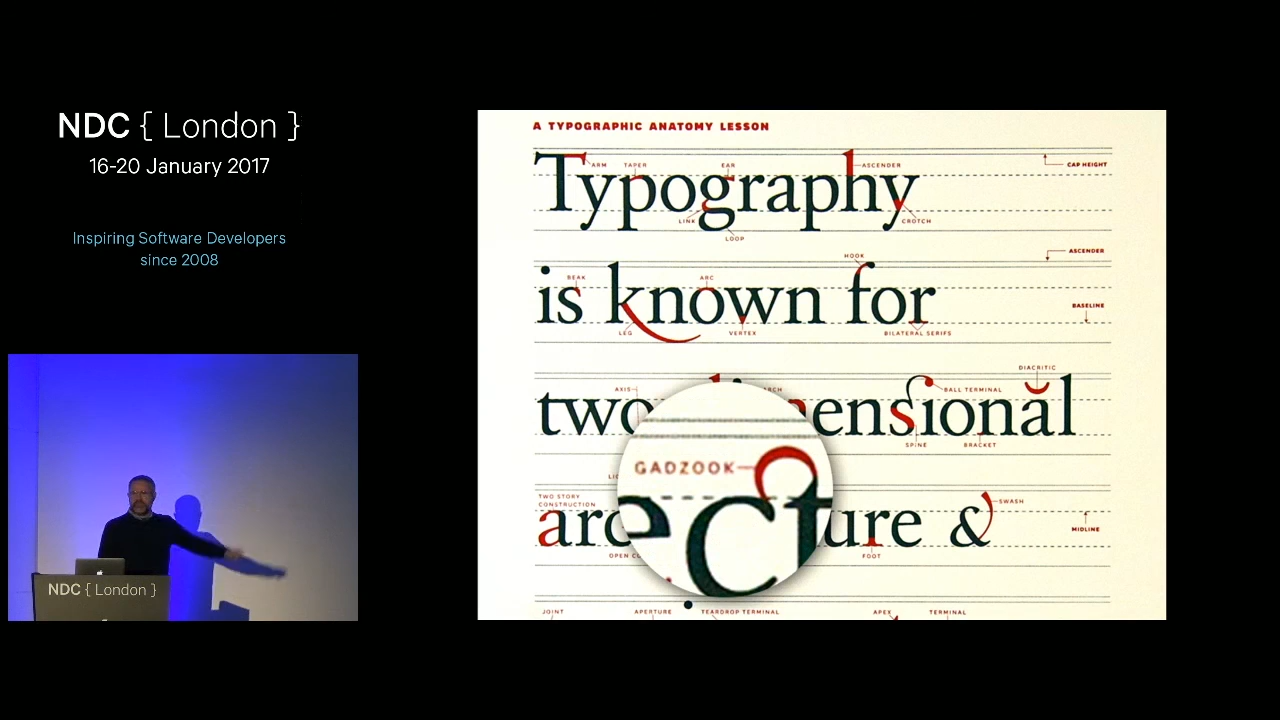 NDC { London }
16-20 January 2017
Inspiring Software Developers
since 2008
NDC { London }
A TYPOGRAPHIC ANATOMY LESSON
ARM TAPER EAR ASCENDER CAP HEIGHT
Typography
LINK CROTCH
LOOP
ASCENDER
HOOK
BEAK ARC
is known for
BASELINE
LEG VERTEX BILATERAL SERIFS
DIACRITIC
AXIS BALL TERMINAL
ensional
SPINE BRACKET
GADZOOK
TWO STORY
CONSTRUCTION
SWASH
ect
ure &
MIDLINE
FOOT
JOINT APERTURE TEARDROP TERMINAL APEX TERMINAL